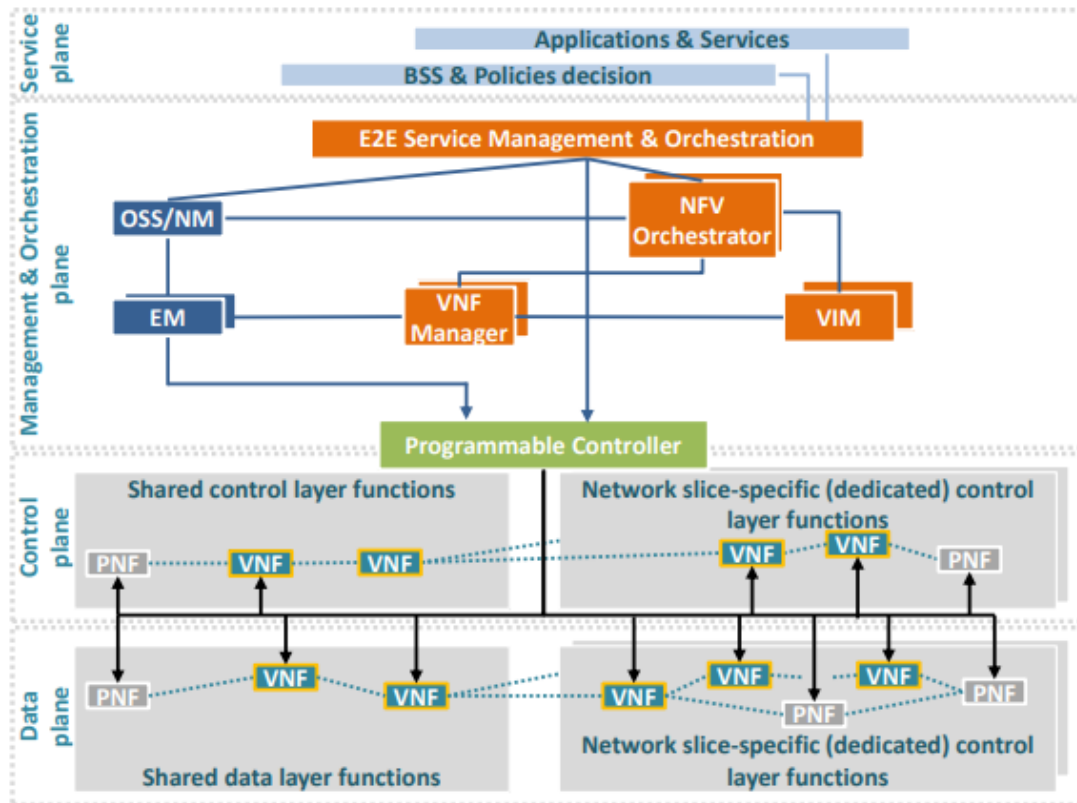 Service
plane
Applications & Services
BSS & Policies decision
Management & Orchestration
plane
E2E Service Management & Orchestration
OSS/NM
NFV
Orchestrator
EM
VNF
Manager
VIM
Programmable Controller
Control
plane
Shared control layer functions
Network slice-specific (dedicated) control
layer functions
PNF
VNF
VNF
VNF
VNF
PNF
Data
plane
PNF
VNF
VNF
VNF
VNF
PNF
VNF
PNF
Shared data layer functions
Network slice-specific (dedicated) control
layer functions